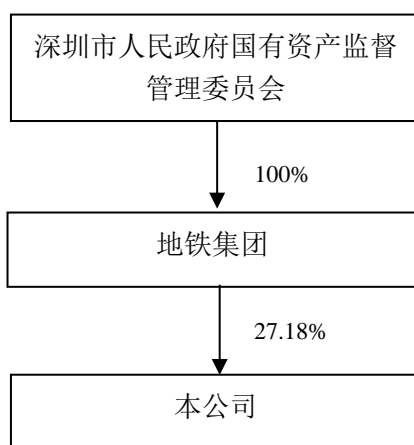 深圳市人民政府国有资产监督
管理委员会
100%
地铁集团
27.18%
本公司